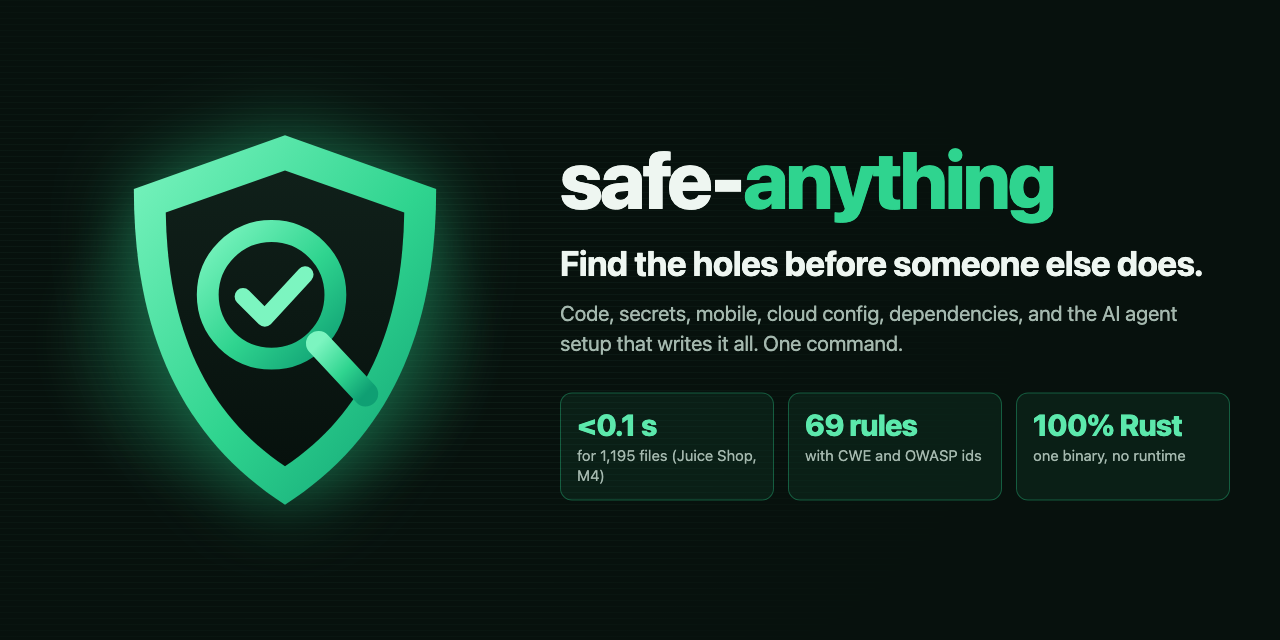 safe-anything
Find the holes before someone else does.
Code, secrets, mobile, cloud config, dependencies, and the AI agent
setup that writes it all. One command.
<0.1 s
for 1,195 files (Juice Shop,
M4)
69 rules
with CWE and OWASP ids
100% Rust
one binary, no runtime